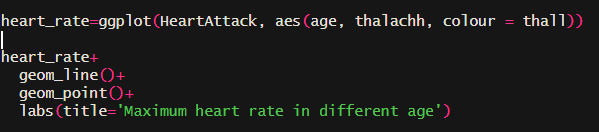 heart_rate=ggplot(HeartAttack, aes(age, thalachh, colour = thall))
heart_rate+
geom_line()+
geom_point()+
labs(title='Maximum heart rate in different age')